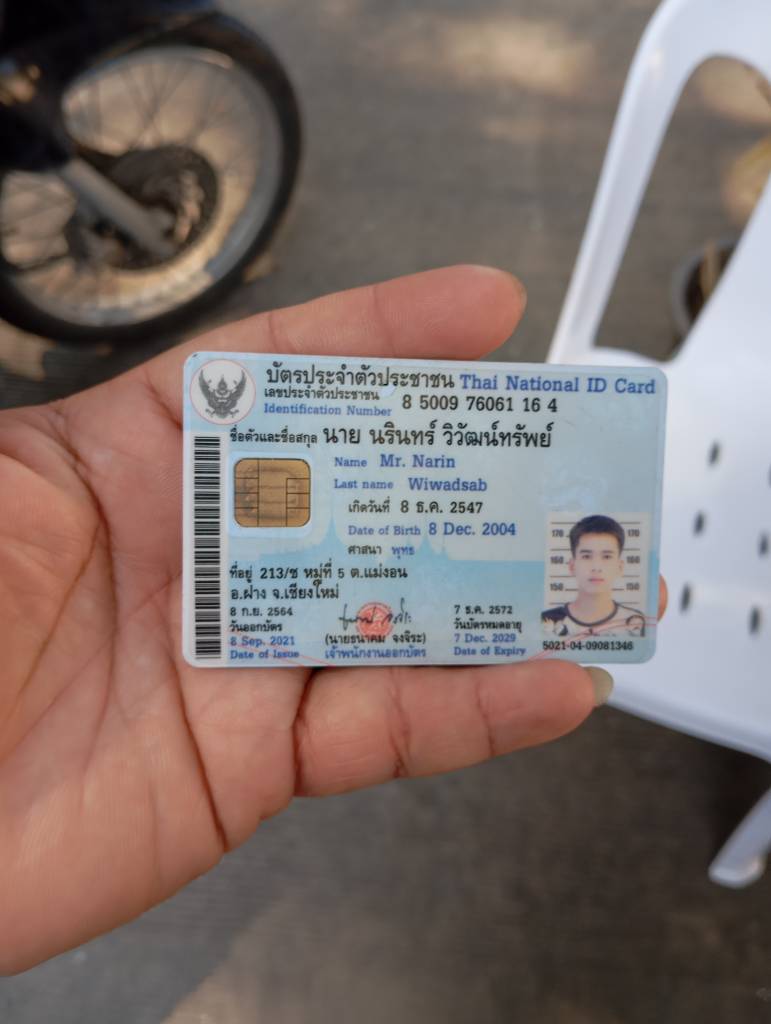 บัตรประจำตัวประชาชน Thai National ID Card
เลขประจำตัวประชาชน
Identification Number 8 5009 76061 16 4
ชื่อตัวและชื่อสกุล นาย นรินทร์ วิวัฒน์ทรัพย์
Name Mr. Narin
Last name Wiwadsab
เกิดวันที่ 8 ธ.ค. 2547
Date of Birth 8 Dec. 2004
ศาสนา พุทธ
ที่อยู่ 213/ช หมู่ที่ 5 ต.แม่งอน
อ.ฝาง จ.เชียงใหม่
8 ก.ย. 2564
วันออกบัตร
8 Sep. 2021
Date of Issue
(นายธนาคม จงจิระ)
เจ้าพนักงานออกบัตร
7 ธ.ค. 2572
วันบัตรหมดอายุ
7 Dec. 2029
Date of Expiry
170 170
160 160
150 150
5021-04-09081346